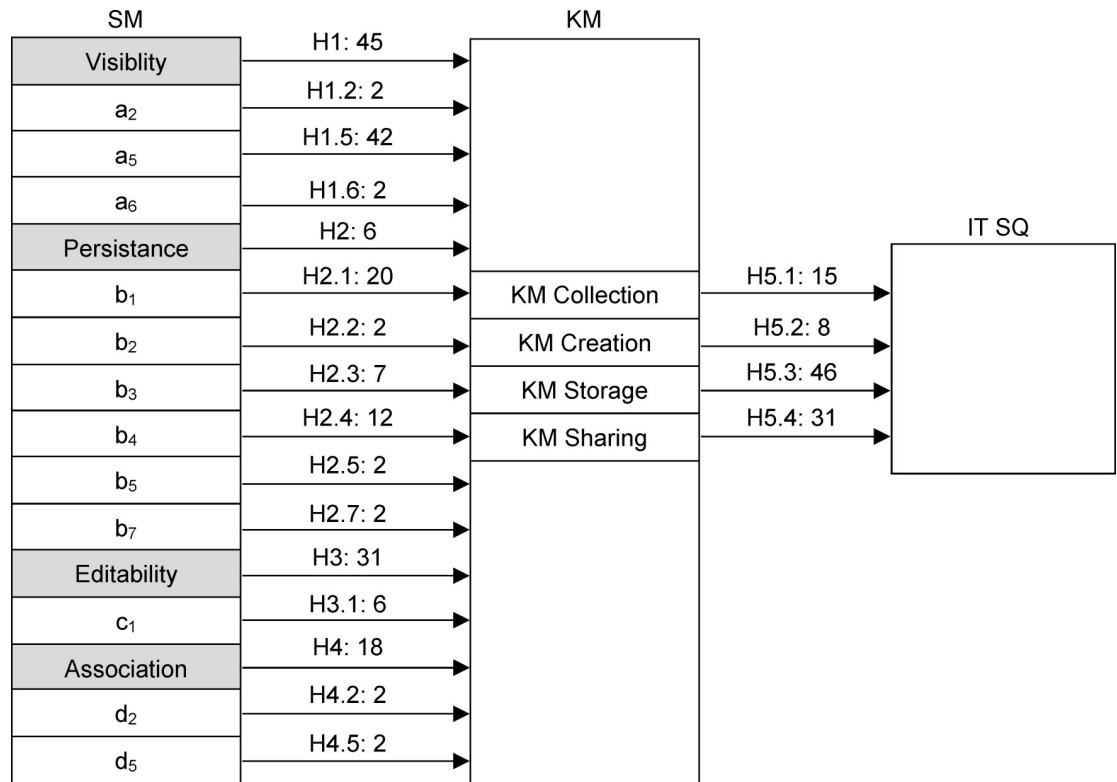 SM
KM
IT SQ
Visiblity
H1: 45
a₂
H1.2: 2
a₅
H1.5: 42
a₆
H1.6: 2
Persistance
H2: 6
b₁
H2.1: 20
KM Collection
H5.1: 15
b₂
H2.2: 2
KM Creation
H5.2: 8
b₃
H2.3: 7
KM Storage
H5.3: 46
b₄
H2.4: 12
KM Sharing
H5.4: 31
b₅
H2.5: 2
b₇
H2.7: 2
Editability
H3: 31
c₁
H3.1: 6
Association
H4: 18
d₂
H4.2: 2
d₅
H4.5: 2